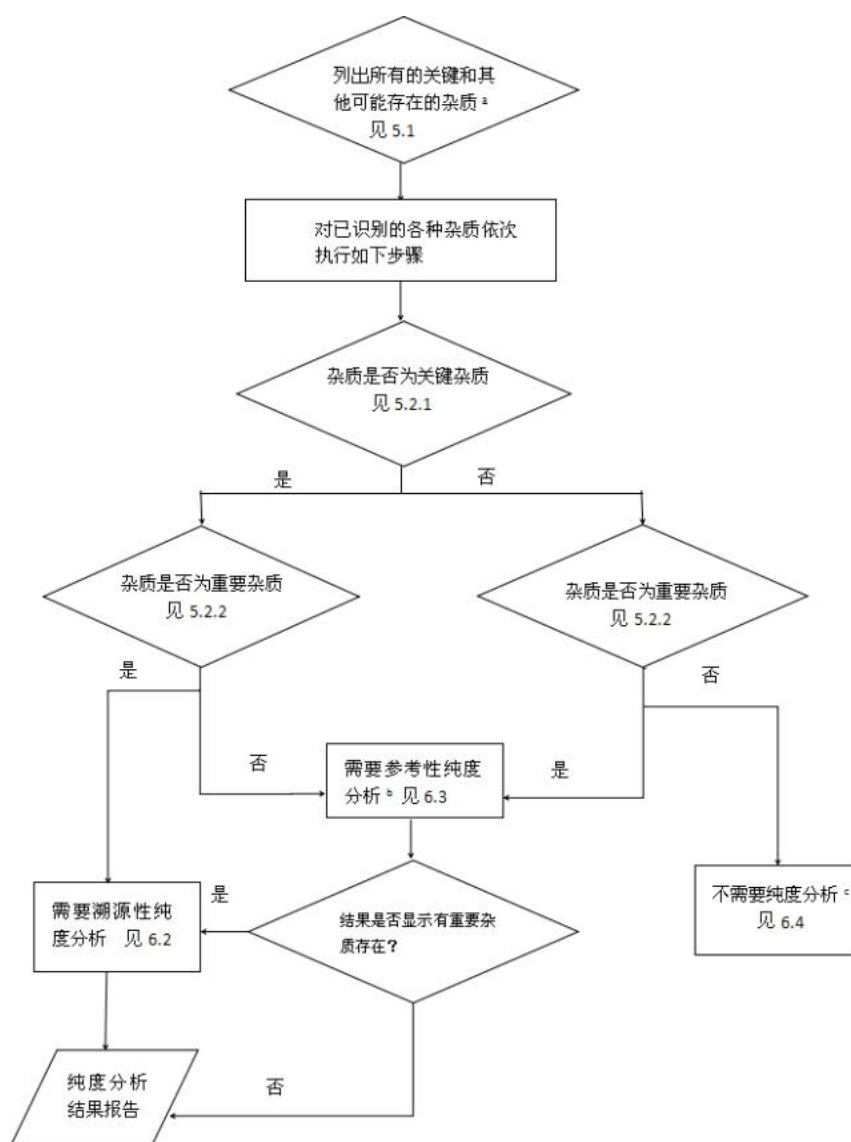 列出所有的关键和其
他可能存在的杂质 a
见 5.1
对已识别的各种杂质依次
执行如下步骤
杂质是否为关键杂质
见 5.2.1
是
否
杂质是否为重要杂质
见 5.2.2
杂质是否为重要杂质
见 5.2.2
是
否
否
需要参考性纯度
分析 b 见 6.3
是
需要溯源性纯
度分析 见 6.2
是
结果是否显示有重要杂
质存在?
不需要纯度分析 c
见 6.4
纯度分析
结果报告
否